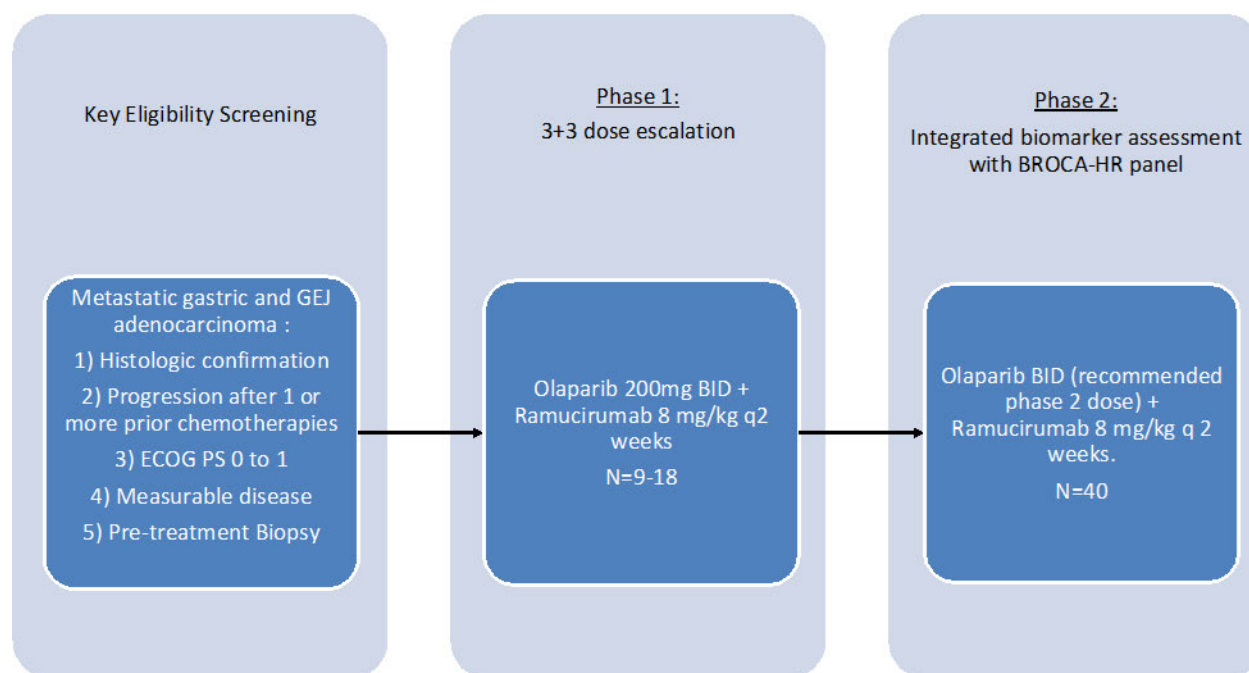 Key Eligibility Screening
Metastatic gastric and GEJ
adenocarcinoma :
1) Histologic confirmation
2) Progression after 1 or
more prior chemotherapies
3) ECOG PS 0 to 1
4) Measurable disease
5) Pre-treatment Biopsy
Phase 1:
3+3 dose escalation
Olaparib 200mg BID +
Ramucirumab 8 mg/kg q2
weeks
N=9-18
Phase 2:
Integrated biomarker assessment
with BROCA-HR panel
Olaparib BID (recommended
phase 2 dose) +
Ramucirumab 8 mg/kg q 2
weeks.
N=40